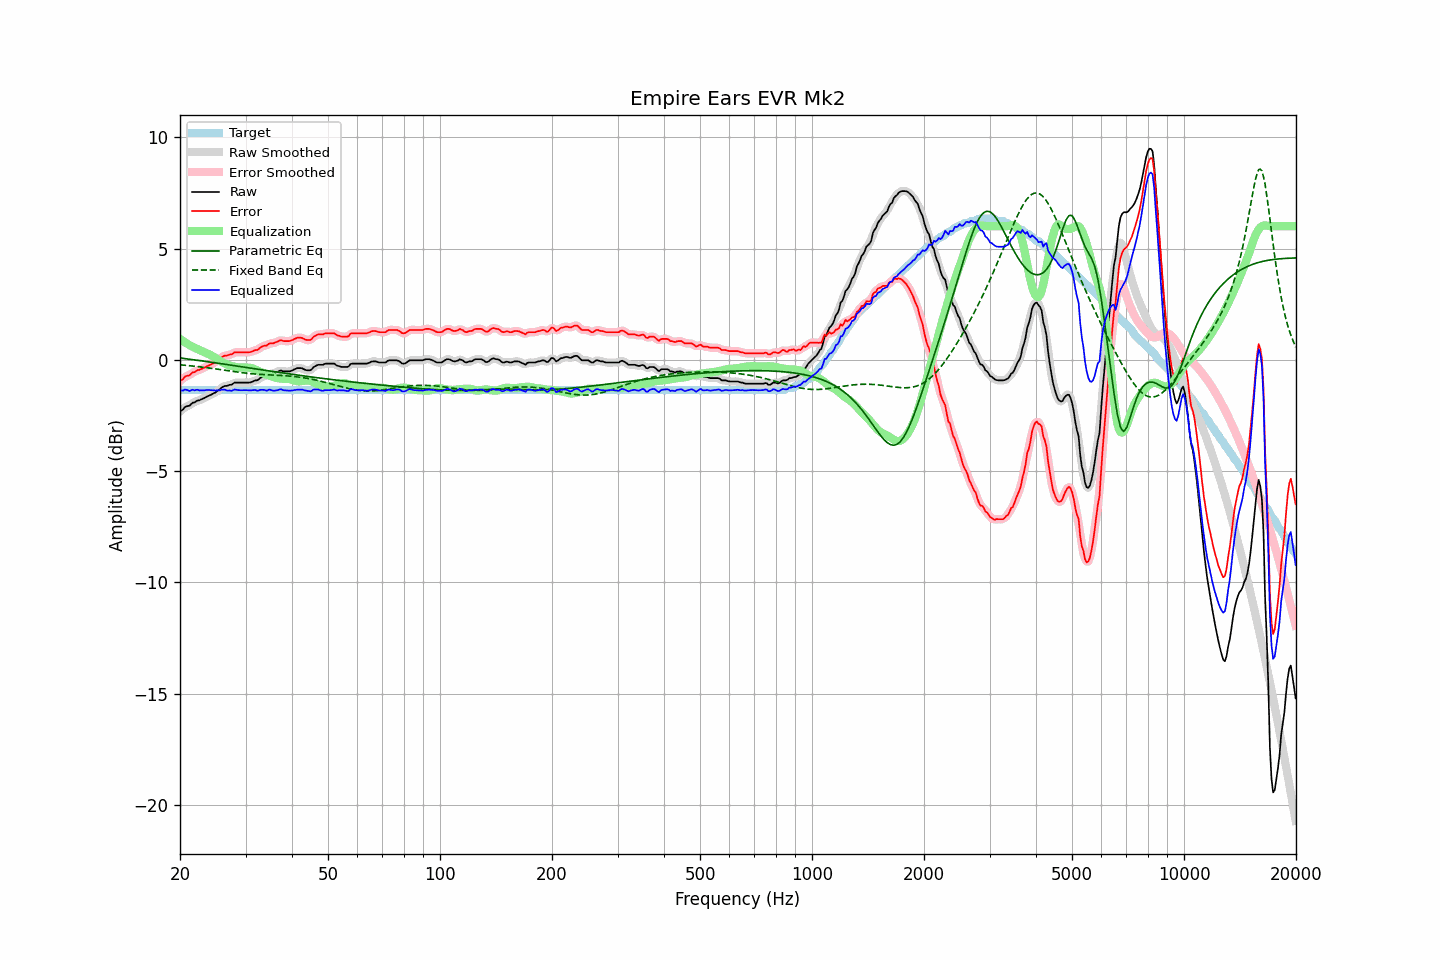 Empire Ears EVR Mk2
Target
Raw Smoothed
Error Smoothed
Raw
Error
Equalization
Parametric Eq
Fixed Band Eq
Equalized
Amplitude (dBr)
10
5
0
−5
−10
−15
−20
20 50 100 200 500 1000 2000 5000 10000 20000
Frequency (Hz)